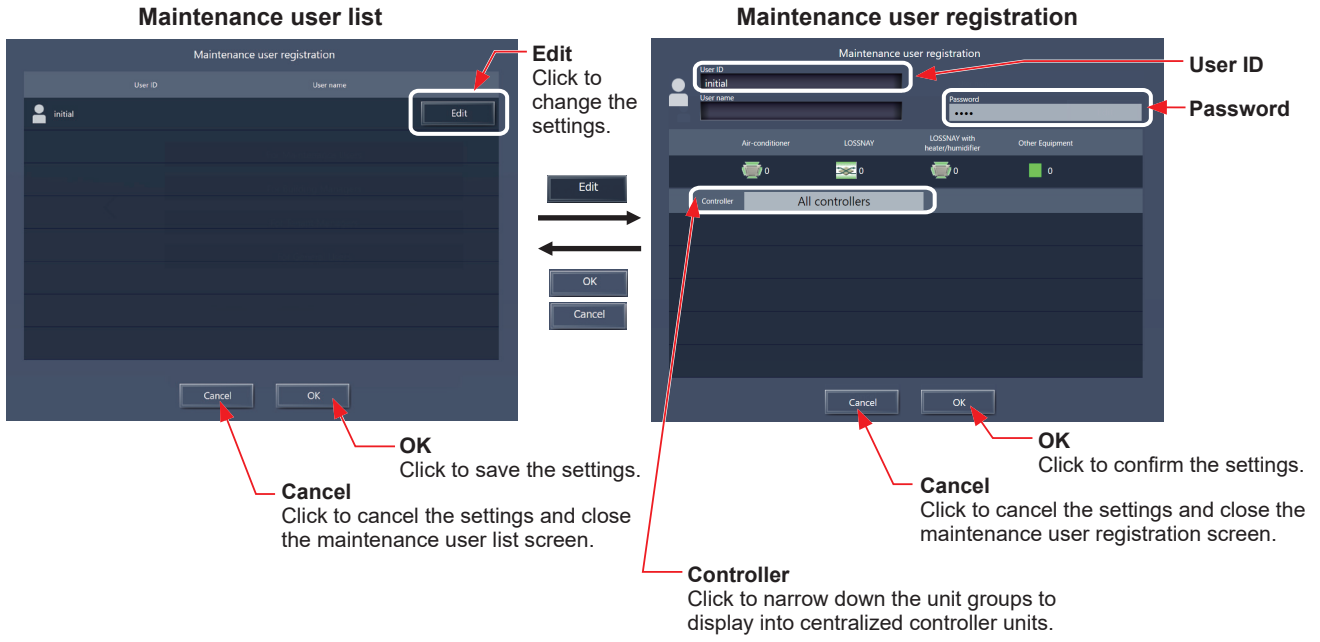 Maintenance user list
Maintenance user registration
Maintenance user registration
User ID
User name
initial
Edit
Cancel
OK
Edit
Click to
change the
settings.
Edit
OK
Cancel
OK
Click to save the settings.
Cancel
Click to cancel the settings and close
the maintenance user list screen.
Maintenance user registration
User ID
initial
User name
Password
••••
Air-conditioner
LOSSNAY
LOSSNAY with
heater/humidifier
Other Equipment
0
0
0
0
Controller
All controllers
Cancel
OK
User ID
Password
OK
Click to confirm the settings.
Cancel
Click to cancel the settings and close the
maintenance user registration screen.
Controller
Click to narrow down the unit groups to
display into centralized controller units.